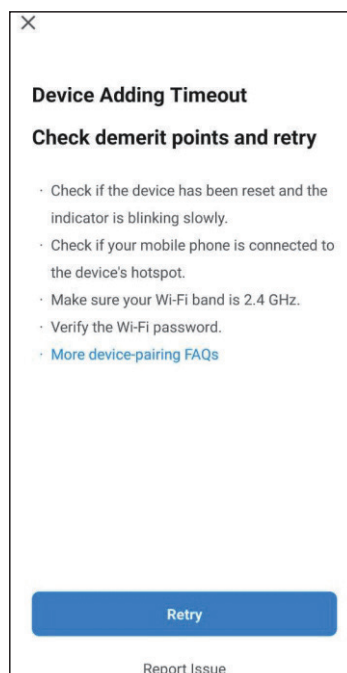 Device Adding Timeout
Check demerit points and retry
· Check if the device has been reset and the
indicator is blinking slowly.
· Check if your mobile phone is connected to
the device's hotspot.
· Make sure your Wi-Fi band is 2.4 GHz.
· Verify the Wi-Fi password.
· More device-pairing FAQs
Retry
Report Issue